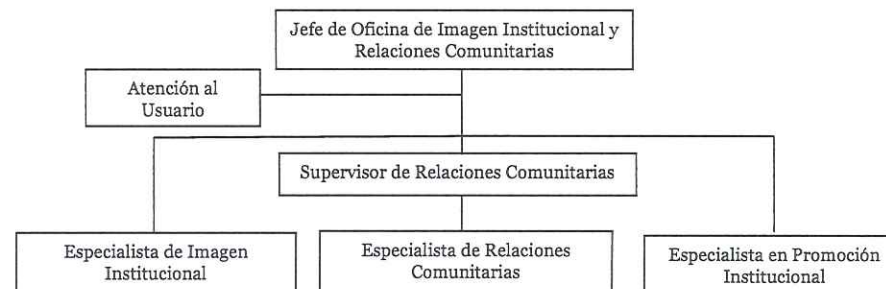 Jefe de Oficina de Imagen Institucional y
Relaciones Comunitarias
Atención al
Usuario
Supervisor de Relaciones Comunitarias
Especialista de Imagen
Institucional
Especialista de Relaciones
Comunitarias
Especialista en Promoción
Institucional